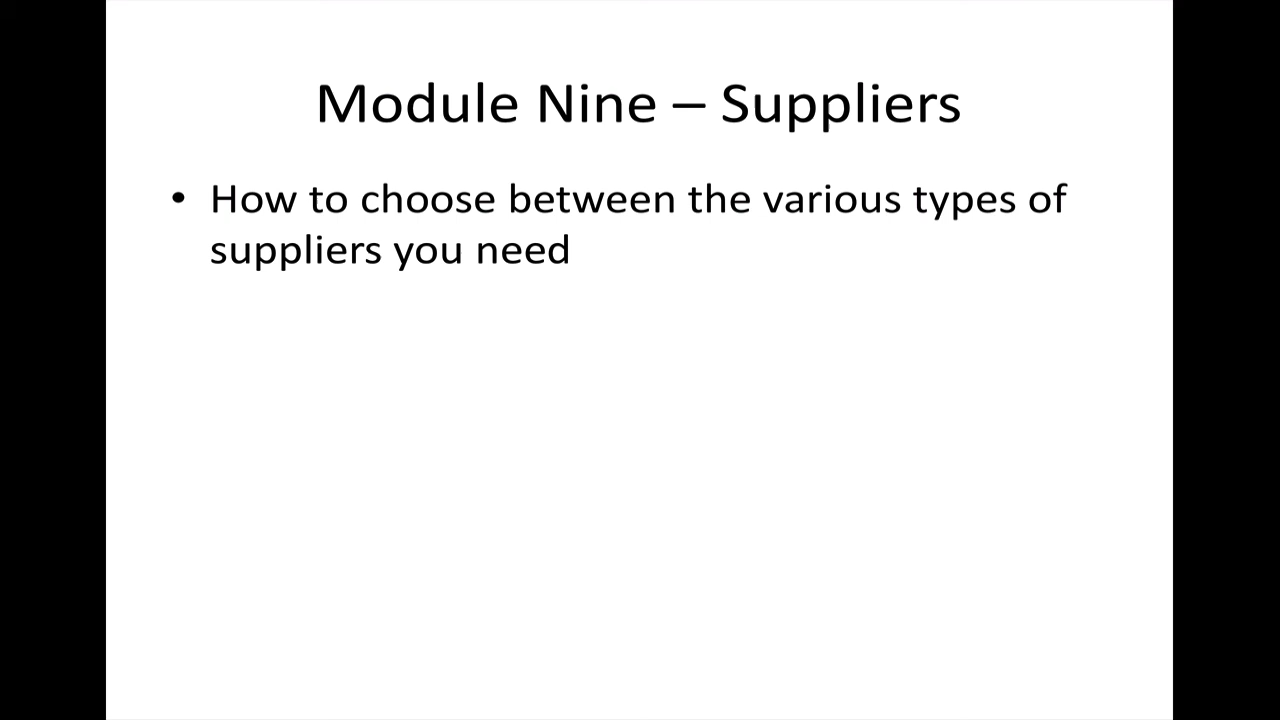 Module Nine – Suppliers
• How to choose between the various types of
suppliers you need